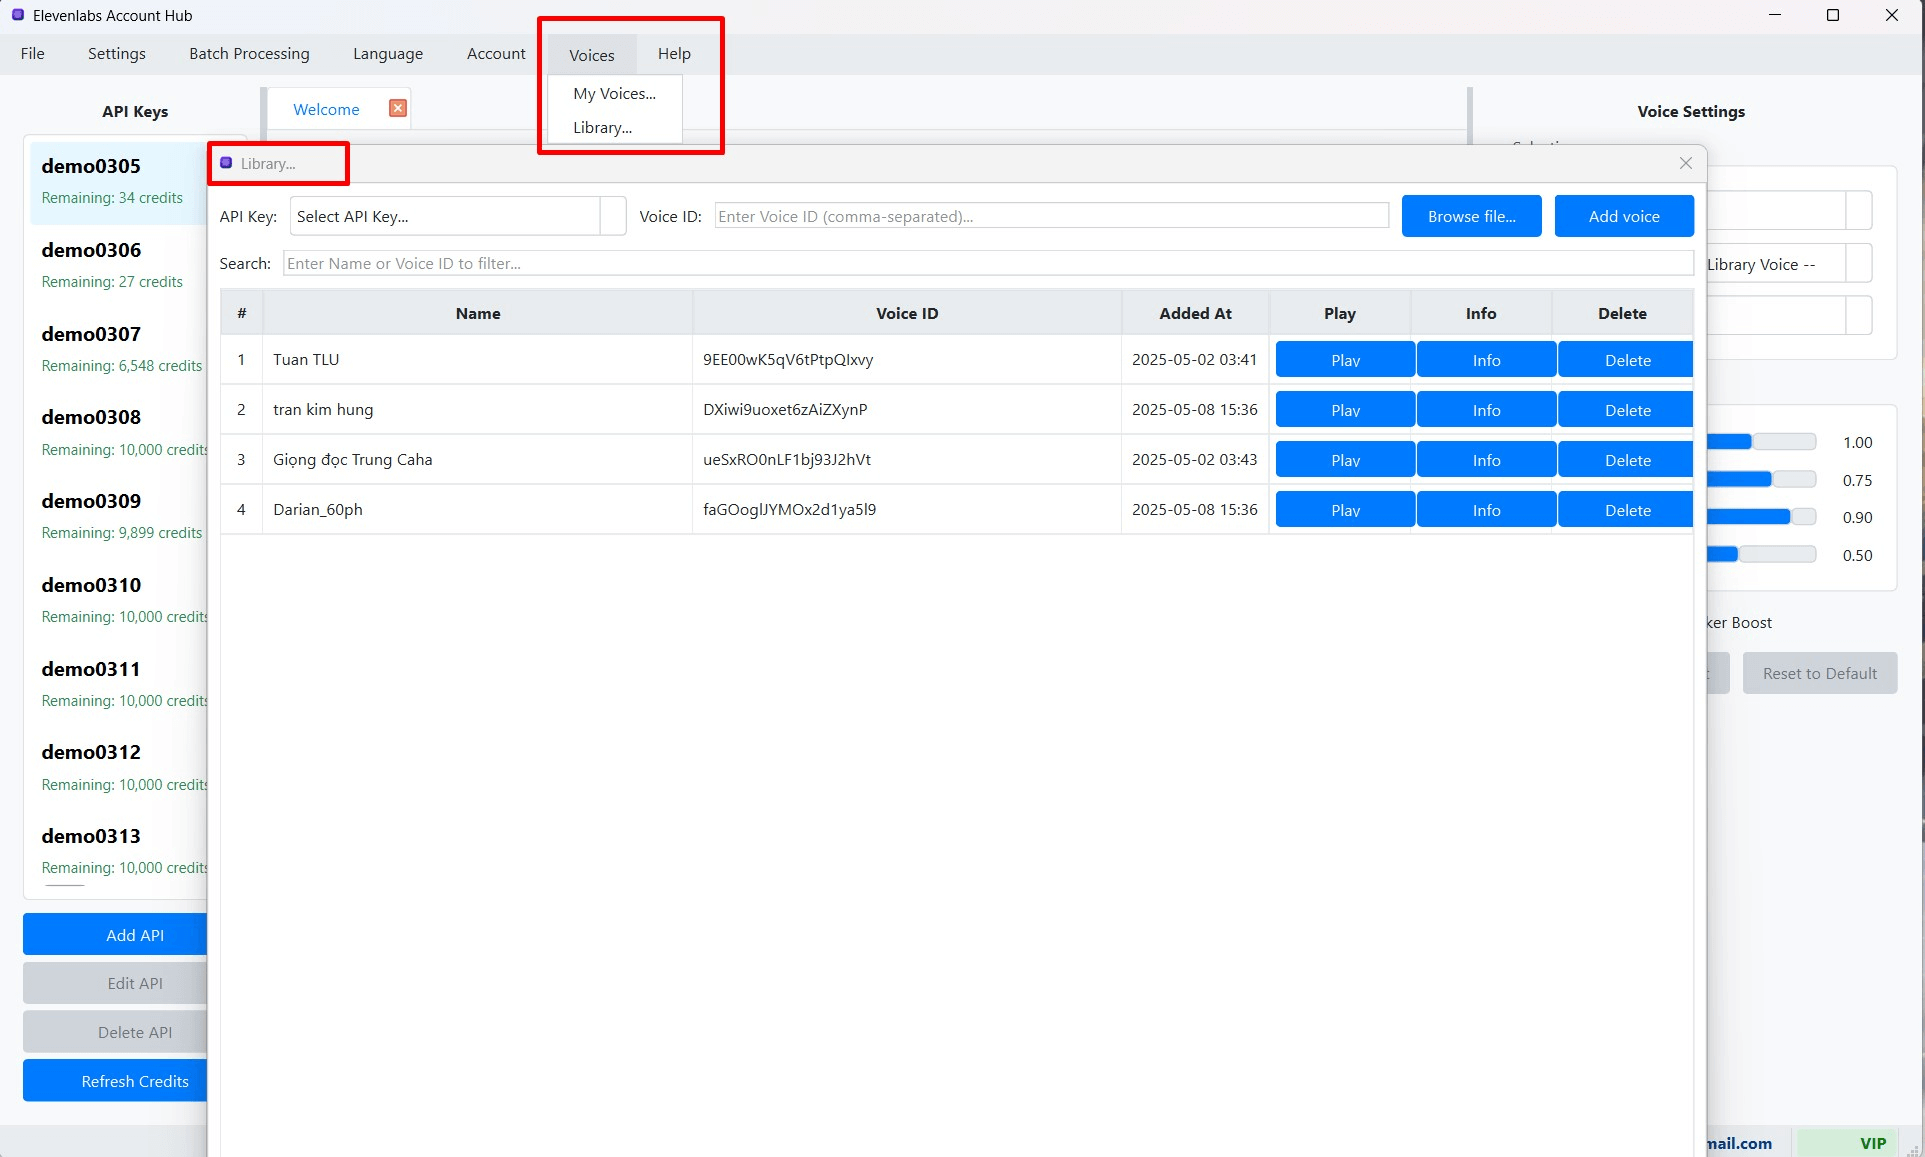 Elevenlabs Account Hub
File Settings Batch Processing Language Account Voices Help
My Voices...
Library...
API Keys
Welcome
Voice Settings
demo0305
Remaining: 34 credits
demo0306
Remaining: 27 credits
demo0307
Remaining: 6,548 credits
demo0308
Remaining: 10,000 credits
demo0309
Remaining: 9,899 credits
demo0310
Remaining: 10,000 credits
demo0311
Remaining: 10,000 credits
demo0312
Remaining: 10,000 credits
demo0313
Remaining: 10,000 credits
Add API
Edit API
Delete API
Refresh Credits
Library...
API Key: Select API Key... Voice ID: Enter Voice ID (comma-separated)... Browse file... Add voice
Search: Enter Name or Voice ID to filter...
# Name Voice ID Added At Play Info Delete
1 Tuan TLU 9EE00wK5qV6tPtpQIxvy 2025-05-02 03:41 Play Info Delete
2 tran kim hung DXiwi9uoxet6zAiZXynP 2025-05-08 15:36 Play Info Delete
3 Giọng đọc Trung Caha ueSxRO0nLF1bj93J2hVt 2025-05-02 03:43 Play Info Delete
4 Darian_60ph faGOoglJYMOx2d1ya5l9 2025-05-08 15:36 Play Info Delete
Library Voice --
1.00
0.75
0.90
0.50
ker Boost
Reset to Default
mail.com VIP